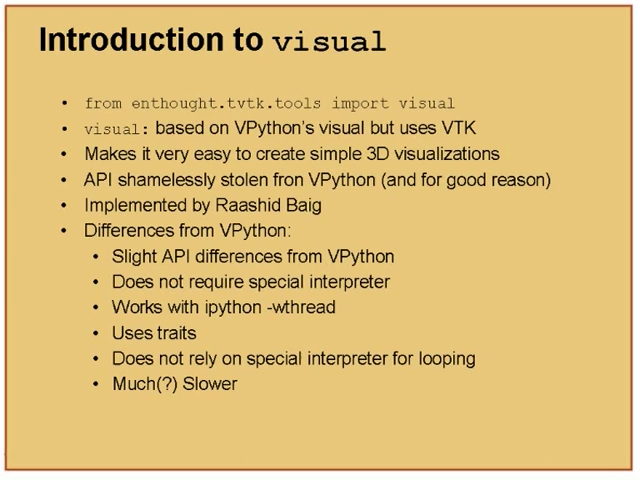 Introduction to visual
• from enthought.tvtk.tools import visual
• visual: based on VPython's visual but uses VTK
• Makes it very easy to create simple 3D visualizations
• API shamelessly stolen fron VPython (and for good reason)
• Implemented by Raashid Baig
• Differences from VPython:
• Slight API differences from VPython
• Does not require special interpreter
• Works with ipython -wthread
• Uses traits
• Does not rely on special interpreter for looping
• Much(?) Slower